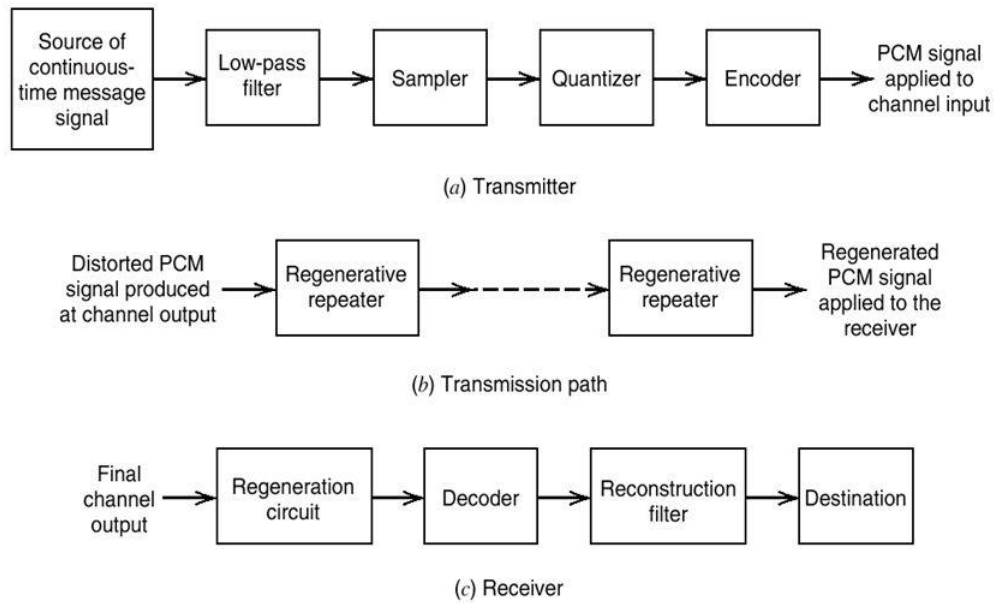 Source of
continuous-
time message
signal
Low-pass
filter
Sampler
Quantizer
Encoder
PCM signal
applied to
channel input
(a) Transmitter
Distorted PCM
signal produced
at channel output
Regenerative
repeater
Regenerative
repeater
Regenerated
PCM signal
applied to the
receiver
(b) Transmission path
Final
channel
output
Regeneration
circuit
Decoder
Reconstruction
filter
Destination
(c) Receiver